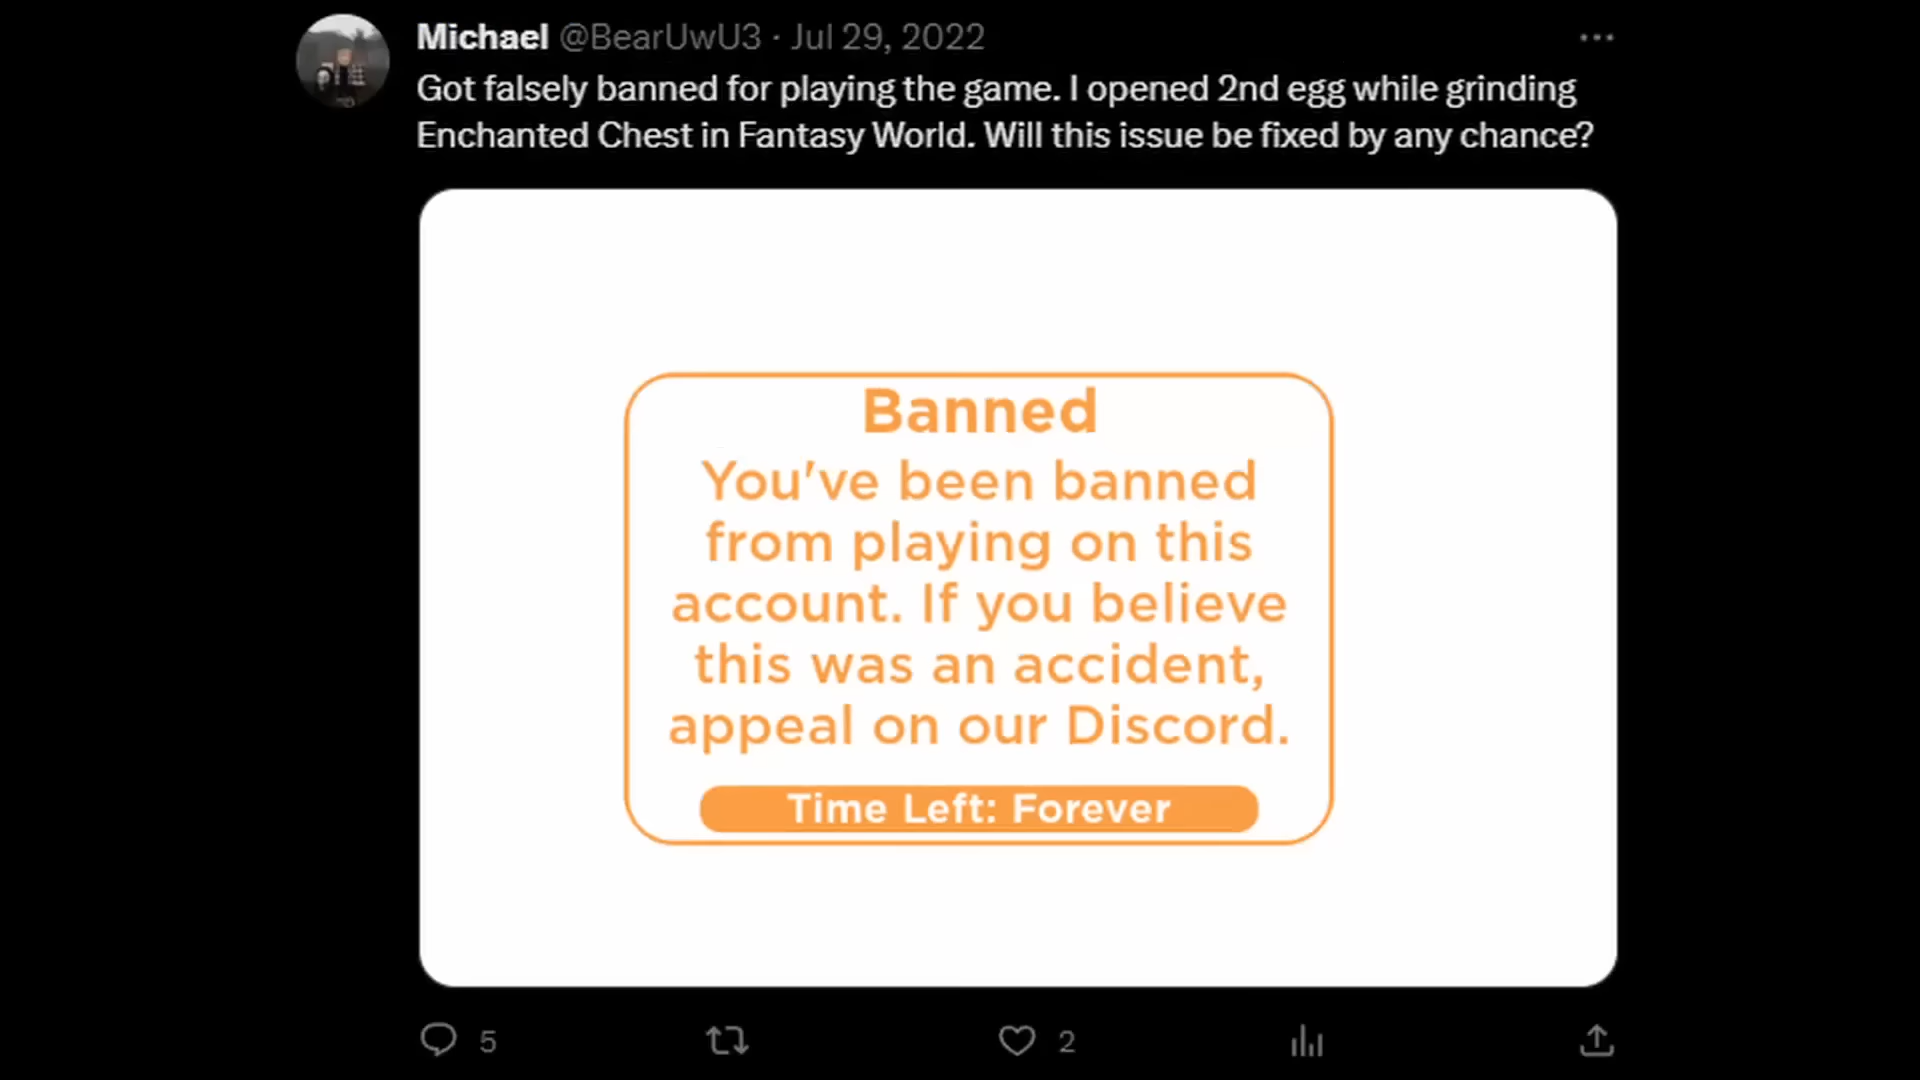 Michael @BearUwU3 · Jul 29, 2022
Got falsely banned for playing the game. I opened 2nd egg while grinding
Enchanted Chest in Fantasy World. Will this issue be fixed by any chance?
Banned
You've been banned
from playing on this
account. If you believe
this was an accident,
appeal on our Discord.
Time Left: Forever
5
2